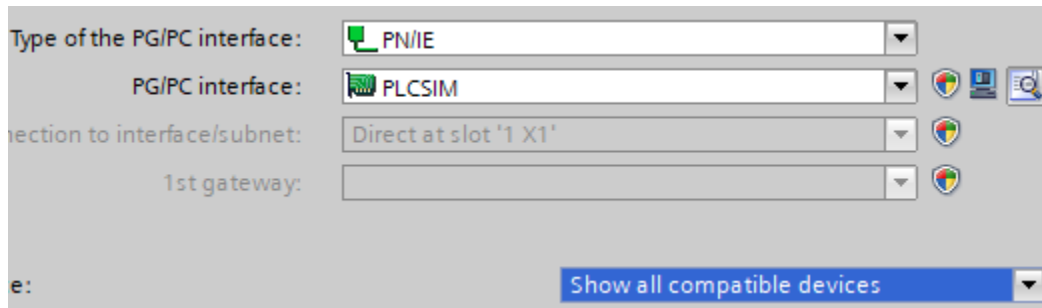 Type of the PG/PC interface: PN/IE
PG/PC interface: PLCSIM
nection to interface/subnet: Direct at slot '1 X1'
1st gateway:
e: Show all compatible devices